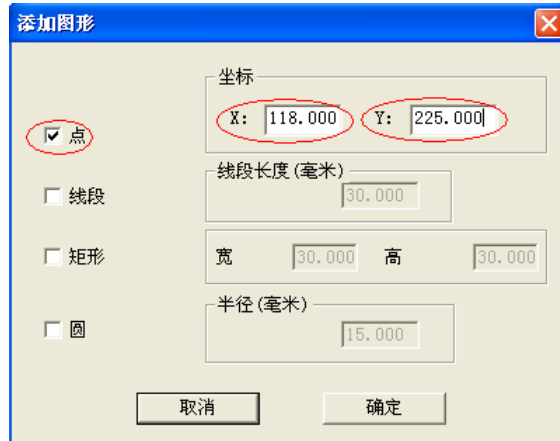 添加图形
坐标
点 X: 118.000 Y: 225.000
线段长度(毫米)
线段 30.000
矩形 宽 30.000 高 30.000
半径(毫米)
圆 15.000
取消 确定